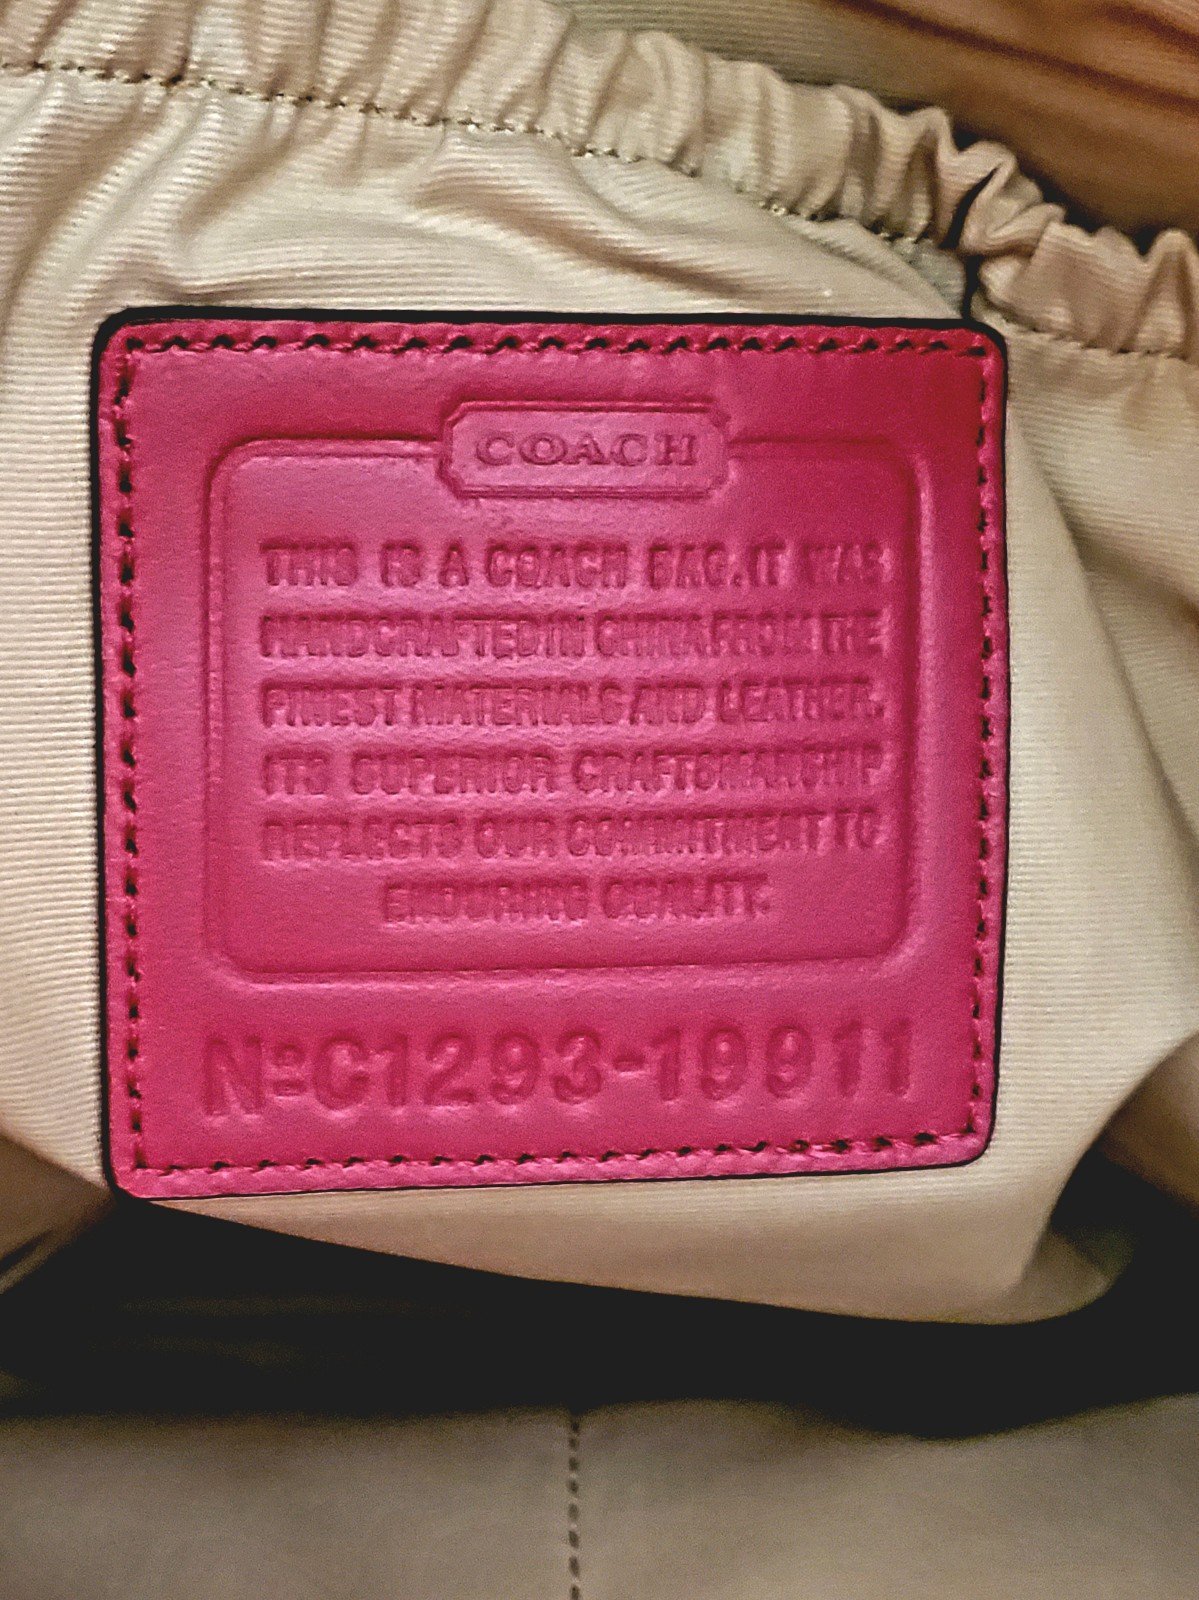 COACH
THIS IS A COACH BAG. IT WAS
HANDCRAFTED IN CHINA FROM THE
FINEST MATERIALS AND LEATHER.
ITS SUPERIOR CRAFTSMANSHIP
REFLECTS OUR COMMITMENT TO
ENDURING QUALITY.
Nº C1293-19911